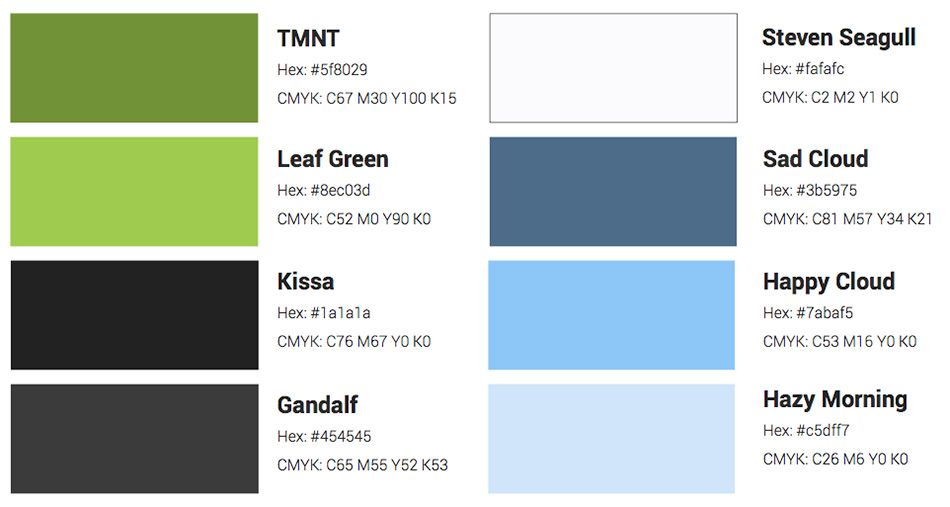 TMNT
Hex: #5f8029
CMYK: C67 M30 Y100 K15
Leaf Green
Hex: #8ec03d
CMYK: C52 M0 Y90 K0
Kissa
Hex: #1a1a1a
CMYK: C76 M67 Y0 K0
Gandalf
Hex: #454545
CMYK: C65 M55 Y52 K53
Steven Seagull
Hex: #fafafc
CMYK: C2 M2 Y1 K0
Sad Cloud
Hex: #3b5975
CMYK: C81 M57 Y34 K21
Happy Cloud
Hex: #7abaf5
CMYK: C53 M16 Y0 K0
Hazy Morning
Hex: #c5dff7
CMYK: C26 M6 Y0 K0